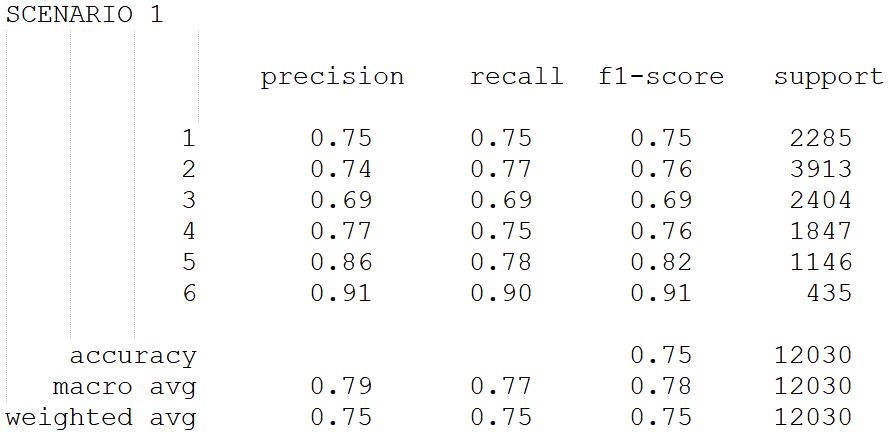 SCENARIO 1
precision recall f1-score support
1 0.75 0.75 0.75 2285
2 0.74 0.77 0.76 3913
3 0.69 0.69 0.69 2404
4 0.77 0.75 0.76 1847
5 0.86 0.78 0.82 1146
6 0.91 0.90 0.91 435
accuracy 0.75 12030
macro avg 0.79 0.77 0.78 12030
weighted avg 0.75 0.75 0.75 12030